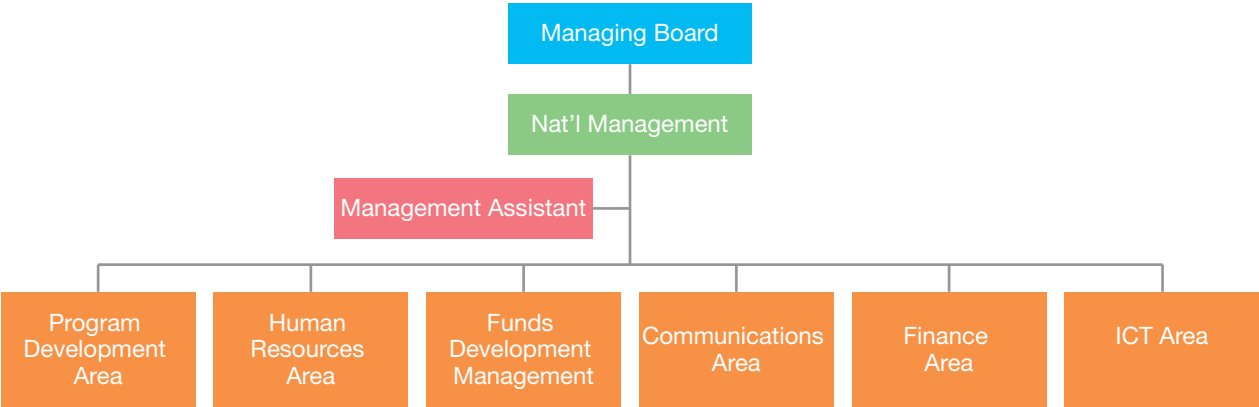 Managing Board
Nat’l Management
Management Assistant
Program
Development
Area
Human
Resources
Area
Funds
Development
Management
Communications
Area
Finance
Area
ICT Area